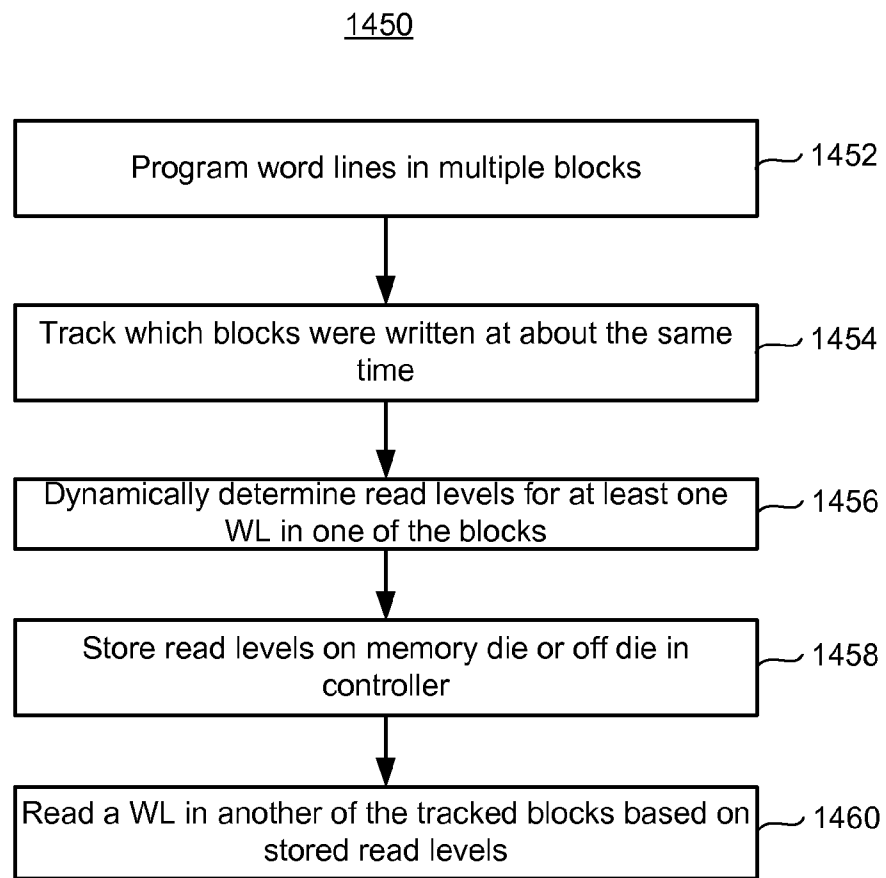 1450
Program word lines in multiple blocks
1452
Track which blocks were written at about the same
time
1454
Dynamically determine read levels for at least one
WL in one of the blocks
1456
Store read levels on memory die or off die in
controller
1458
Read a WL in another of the tracked blocks based on
stored read levels
1460